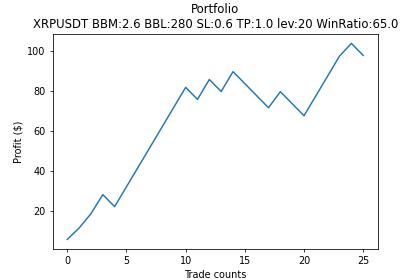 Portfolio
XRPUSDT BBM:2.6 BBL:280 SL:0.6 TP:1.0 lev:20 WinRatio:65.0
100
80
60
40
20
Profit ($)
0 5 10 15 20 25
Trade counts